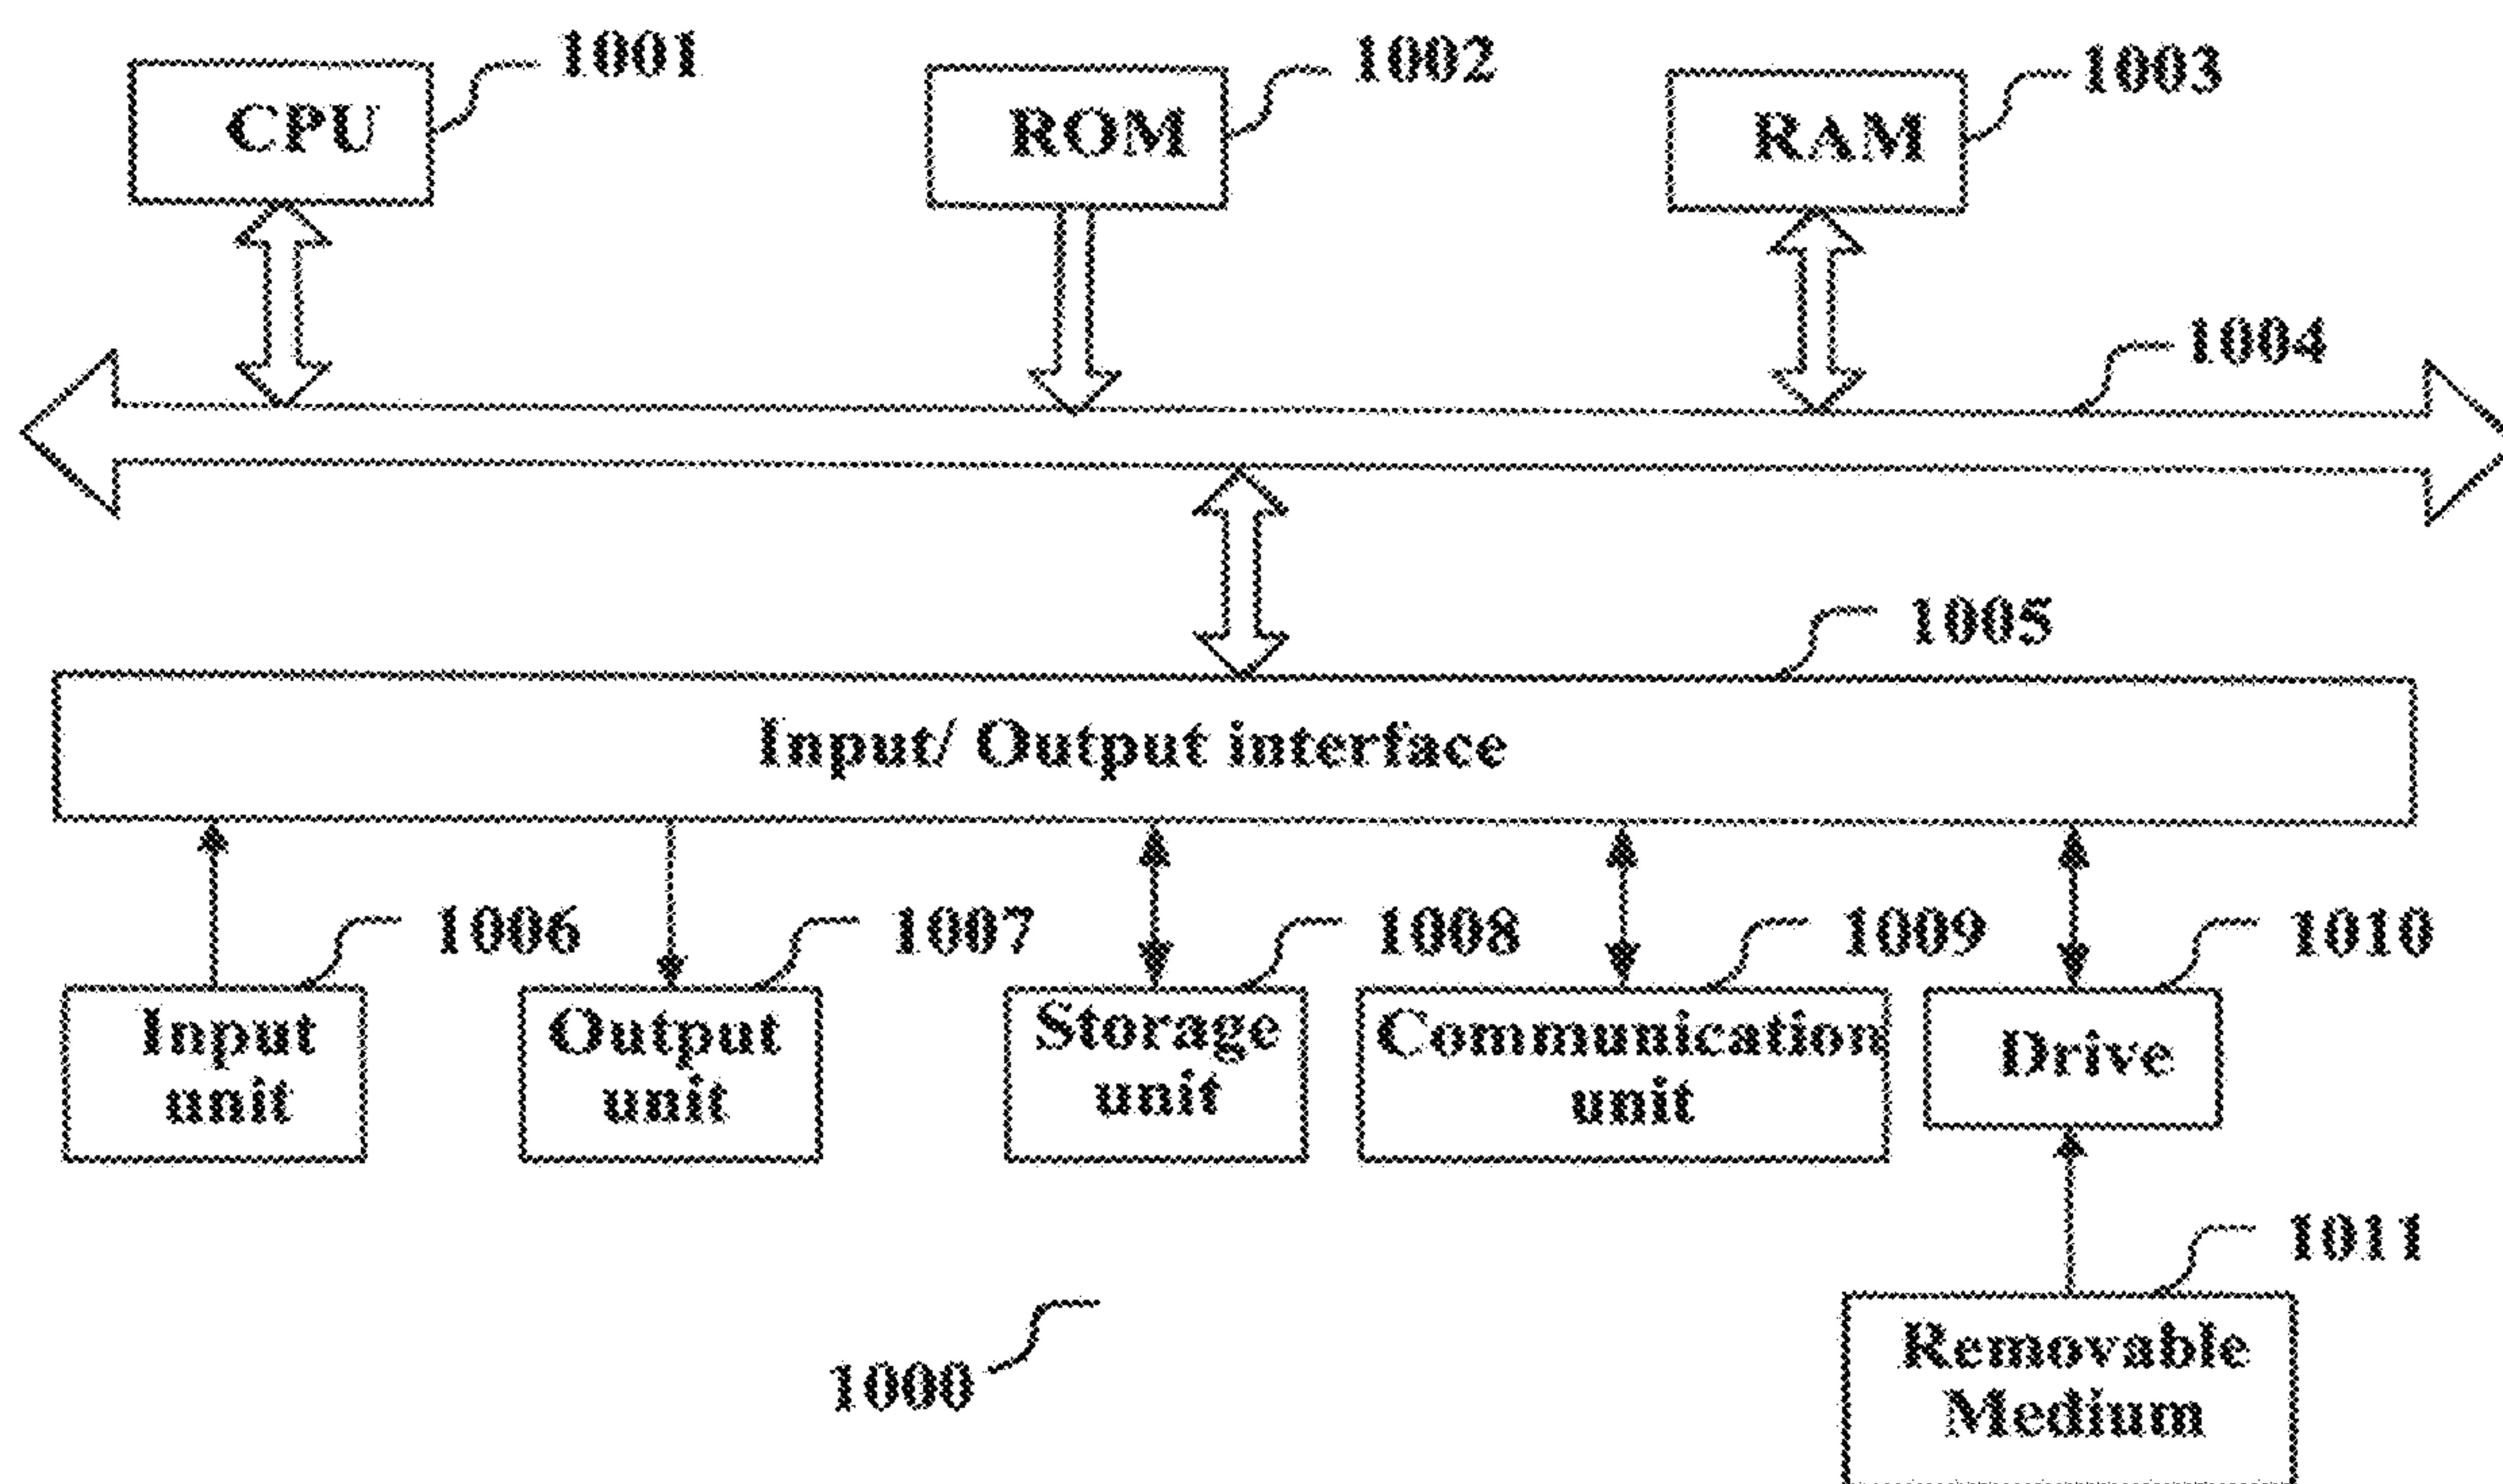 1001
1002
1003
CPU
ROM
RAM
1004
1005
Input/ Output interface
1006
1007
1008
1009
1010
Input
unit
Output
unit
Storage
unit
Communication
unit
Drive
1011
1000
Removable
Medium